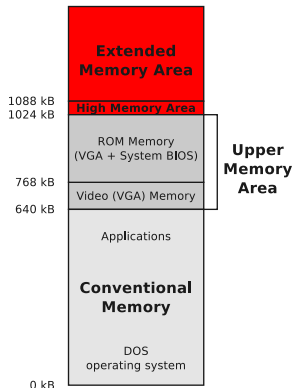 Extended
Memory Area
1088 kB
High Memory Area
1024 kB
ROM Memory
(VGA + System BIOS)
Upper
Memory
Area
768 kB
Video (VGA) Memory
640 kB
Applications
Conventional
Memory
DOS
operating system
0 kB